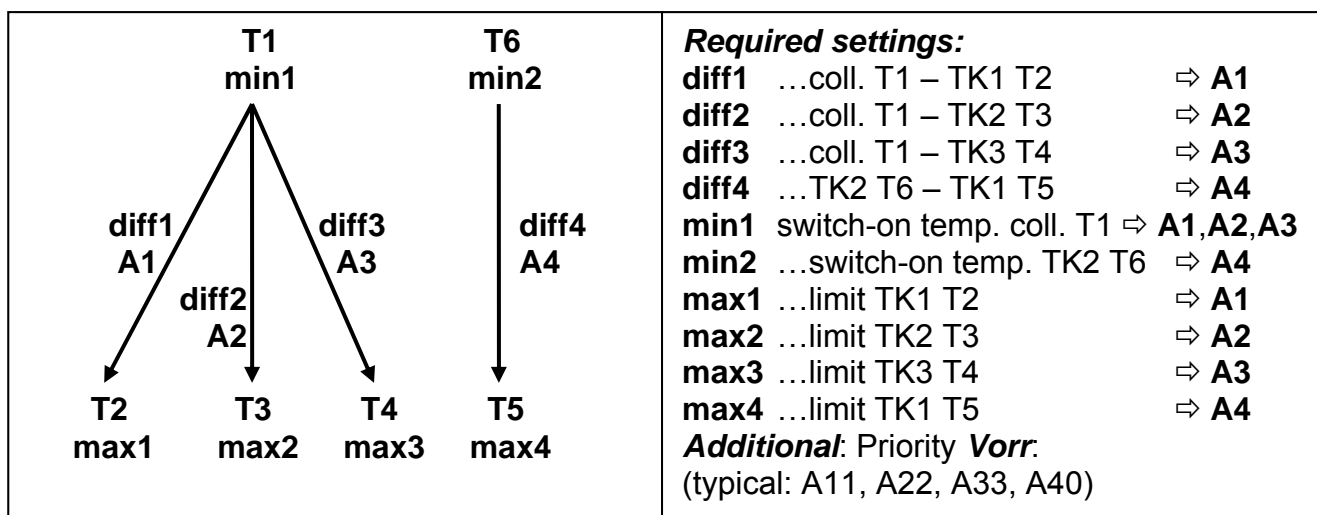 T1 T6
min1 min2
diff1 diff3 diff4
A1 A3 A4
diff2
A2
T2 T3 T4 T5
max1 max2 max3 max4
Required settings:
diff1 …coll. T1 – TK1 T2 ⇨ A1
diff2 …coll. T1 – TK2 T3 ⇨ A2
diff3 …coll. T1 – TK3 T4 ⇨ A3
diff4 …TK2 T6 – TK1 T5 ⇨ A4
min1 switch-on temp. coll. T1 ⇨ A1,A2,A3
min2 …switch-on temp. TK2 T6 ⇨ A4
max1 …limit TK1 T2 ⇨ A1
max2 …limit TK2 T3 ⇨ A2
max3 …limit TK3 T4 ⇨ A3
max4 …limit TK1 T5 ⇨ A4
Additional: Priority Vorr:
(typical: A11, A22, A33, A40)